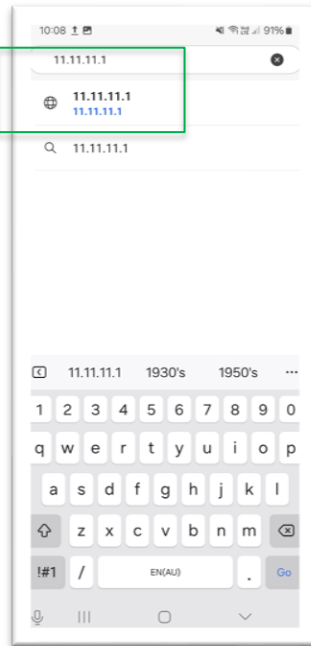 10:08 91%
11.11.11.1
11.11.11.1
11.11.11.1
11.11.11.1
11.11.11.1 1930's 1950's ...
1 2 3 4 5 6 7 8 9 0
q w e r t y u i o p
a s d f g h j k l
z x c v b n m
!#1 / EN(AU) . Go